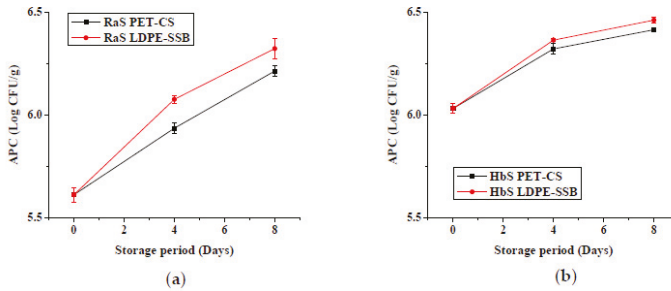 RaS PET-CS
RaS LDPE-SSB
6.5
6.0
5.5
APC (Log CFU/g)
0 2 4 6 8
Storage period (Days)
(a)
6.5
6.0
5.5
APC (Log CFU/g)
HbS PET-CS
HbS LDPE-SSB
0 2 4 6 8
Storage period (Days)
(b)